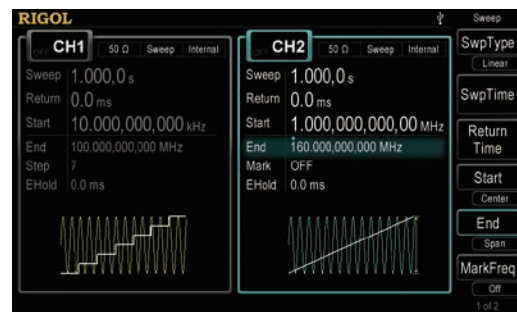 RIGOL
OFF CH1 50 Ω Sweep Internal
Sweep 1.000,0 s
Return 0.0 ms
Start 10.000,000,000 kHz
End 100.000,000,000 MHz
Step 7
EHold 0.0 ms
OFF CH2 50 Ω Sweep Internal
Sweep 1.000,0 s
Return 0.0 ms
Start 1.000,000,000,00 MHz
End 160.000,000,000 MHz
Mark OFF
EHold 0.0 ms
Sweep
SwpType
Linear
SwpTime
Return
Time
Start
Center
End
Span
MarkFreq
Off
1 of 2